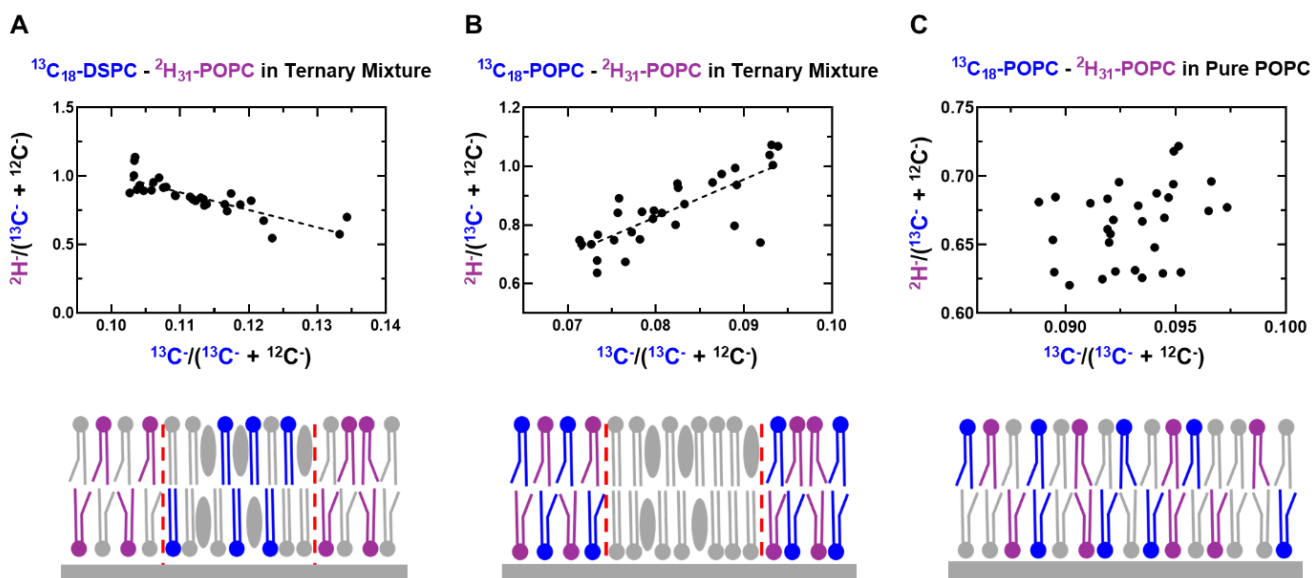 A
¹³C₁₈-DSPC - ²H₃₁-POPC in Ternary Mixture
²H⁻/(¹³C⁻ + ¹²C⁻)
1.5
1.0
0.5
0.0
0.10 0.11 0.12 0.13 0.14
¹³C⁻/(¹³C⁻ + ¹²C⁻)
B
¹³C₁₈-POPC - ²H₃₁-POPC in Ternary Mixture
²H⁻/(¹³C⁻ + ¹²C⁻)
1.2
1.0
0.8
0.6
0.07 0.08 0.09 0.10
¹³C⁻/(¹³C⁻ + ¹²C⁻)
C
¹³C₁₈-POPC - ²H₃₁-POPC in Pure POPC
²H⁻/(¹³C⁻ + ¹²C⁻)
0.75
0.70
0.65
0.60
0.090 0.095 0.100
¹³C⁻/(¹³C⁻ + ¹²C⁻)